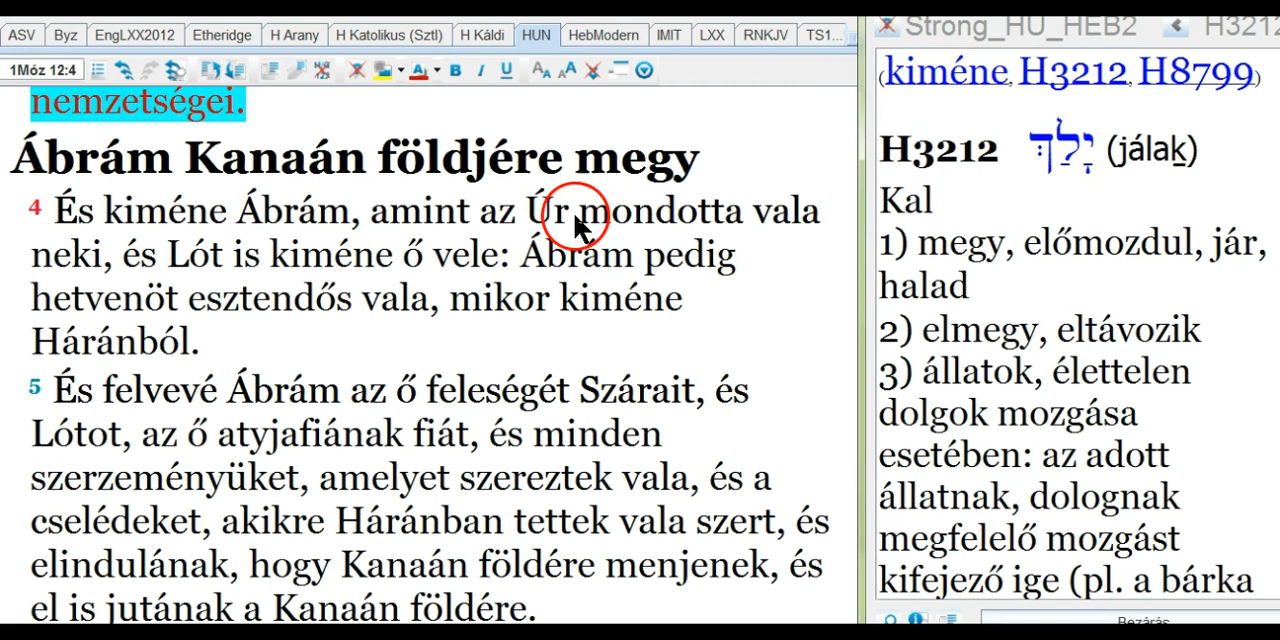 ASV Byz EngLXX2012 Etheridge H Arany H Katolikus (Sztl) H Káldi HUN HebModern IMIT LXX RNKJV TS1...
1Móz 12:4
nemzetségei.
Ábrám Kanaán földjére megy
4 És kiméne Ábrám, amint az Úr mondotta vala
neki, és Lót is kiméne ő vele: Ábrám pedig
hetvenöt esztendős vala, mikor kiméne
Háránból.
5 És felvevé Ábrám az ő feleségét Szárait, és
Lótot, az ő atyjafiának fiát, és minden
szerzeményüket, amelyet szereztek vala, és a
cselédeket, akikre Háránban tettek vala szert, és
elindulának, hogy Kanaán földére menjenek, és
el is jutának a Kanaán földére.
Strong_HU_HEB2 H3212
(kiméne, H3212, H8799)
H3212 יָלַךְ (jálak)
Kal
1) megy, előmozdul, jár,
halad
2) elmegy, eltávozik
3) állatok, élettelen
dolgok mozgása
esetében: az adott
állatnak, dolognak
megfelelő mozgást
kifejező ige (pl. a bárka
Bezárás